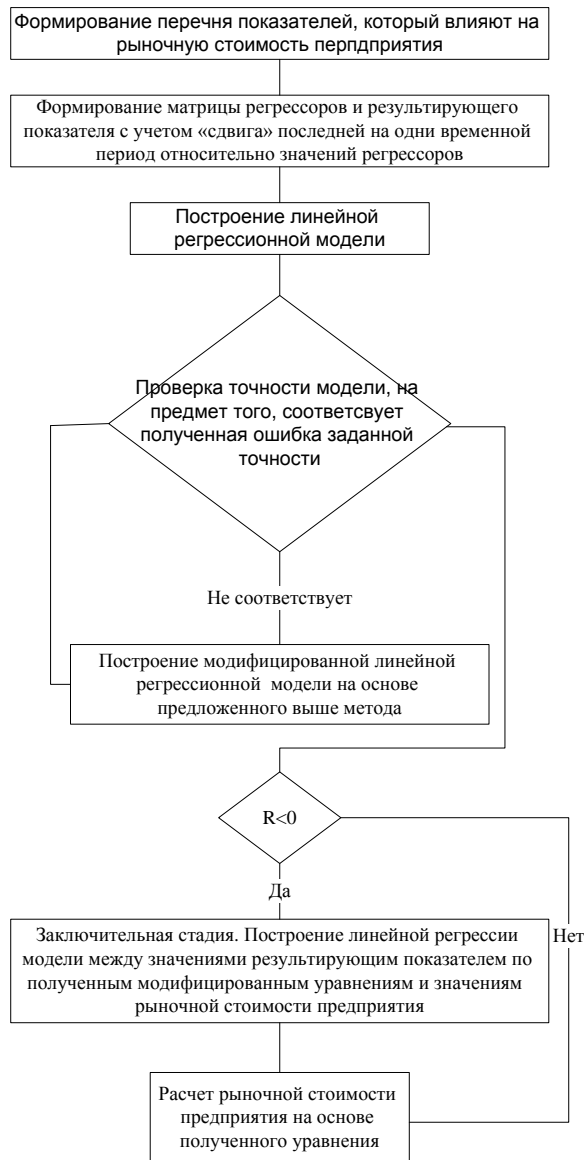 Формирование перечня показателей, который влияют на
рыночную стоимость перпдприятия
Формирование матрицы регрессоров и результирующего
показателя с учетом «сдвига» последней на одни временной
период относительно значений регрессоров
Построение линейной
регрессионной модели
Проверка точности модели, на
предмет того, соответсвует
полученная ошибка заданной
точности
Не соответствует
Построение модифицированной линейной
регрессионной модели на основе
предложенного выше метода
R<0
Да
Заключительная стадия. Построение линейной регрессии
модели между значениями результирующим показателем по
полученным модифицированным уравнениям и значениям
рыночной стоимости предприятия
Нет
Расчет рыночной стоимости
предприятия на основе
полученного уравнения